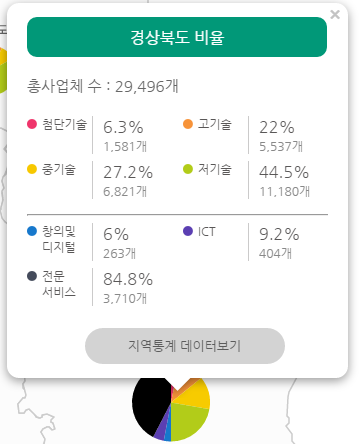 ×
경상북도 비율
총사업체 수 : 29,496개
첨단기술 6.3% 고기술 22%
1,581개 5,537개
중기술 27.2% 저기술 44.5%
6,821개 11,180개
창의및 6% ICT 9.2%
디지털 263개 404개
전문 84.8%
서비스 3,710개
지역통계 데이터보기